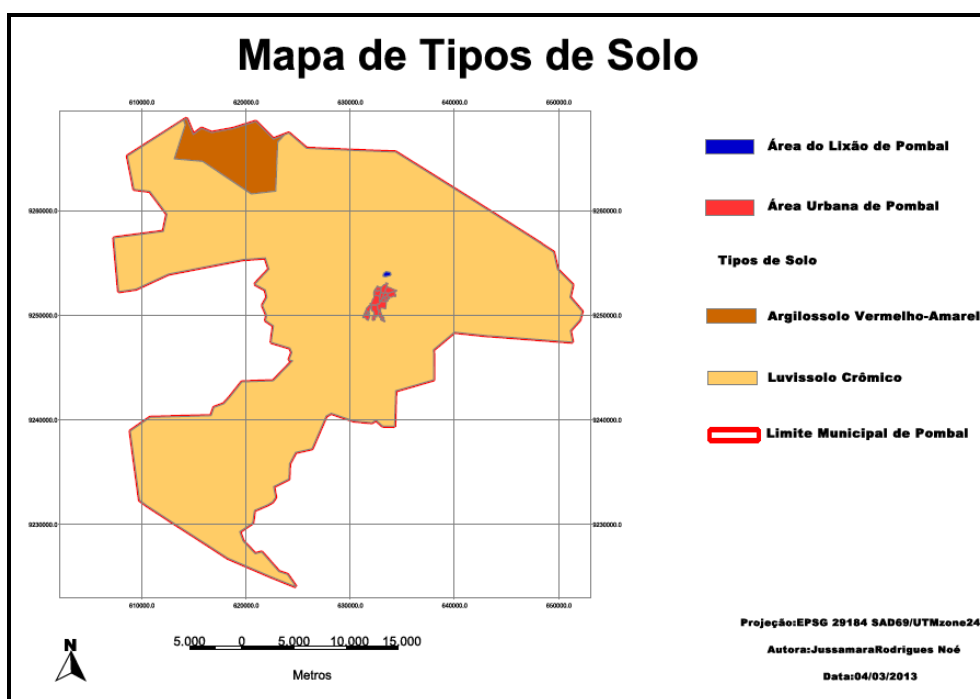 Mapa de Tipos de Solo
610000.0 620000.0 630000.0 640000.0 650000.0
Área do Lixão de Pombal
Área Urbana de Pombal
9260000.0 9260000.0
Tipos de Solo
9250000.0 9250000.0
Argilossolo Vermelho-Amarel
Luvissolo Crômico
9240000.0 9240000.0
Limite Municipal de Pombal
9230000.0 9230000.0
610000.0 620000.0 630000.0 640000.0 650000.0
Projeção:EPSG 29184 SAD69/UTMzone24
N
5.000 0 5.000 10.000 15.000
Autora:JussamaraRodrigues Noé
Metros
Data:04/03/2013